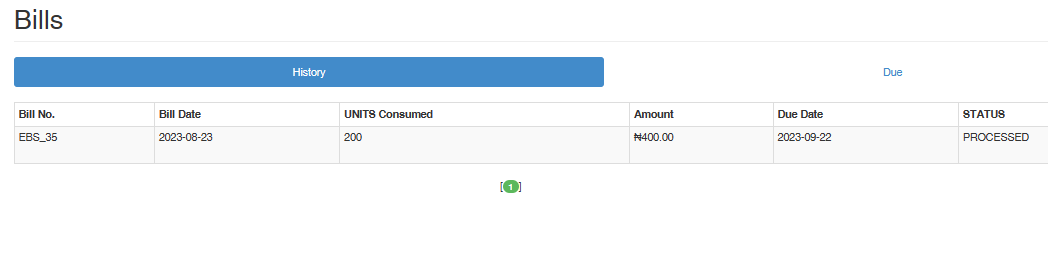 Bills
History Due
Bill No. Bill Date UNITS Consumed Amount Due Date STATUS
EBS_35 2023-08-23 200 ₦400.00 2023-09-22 PROCESSED
[1]